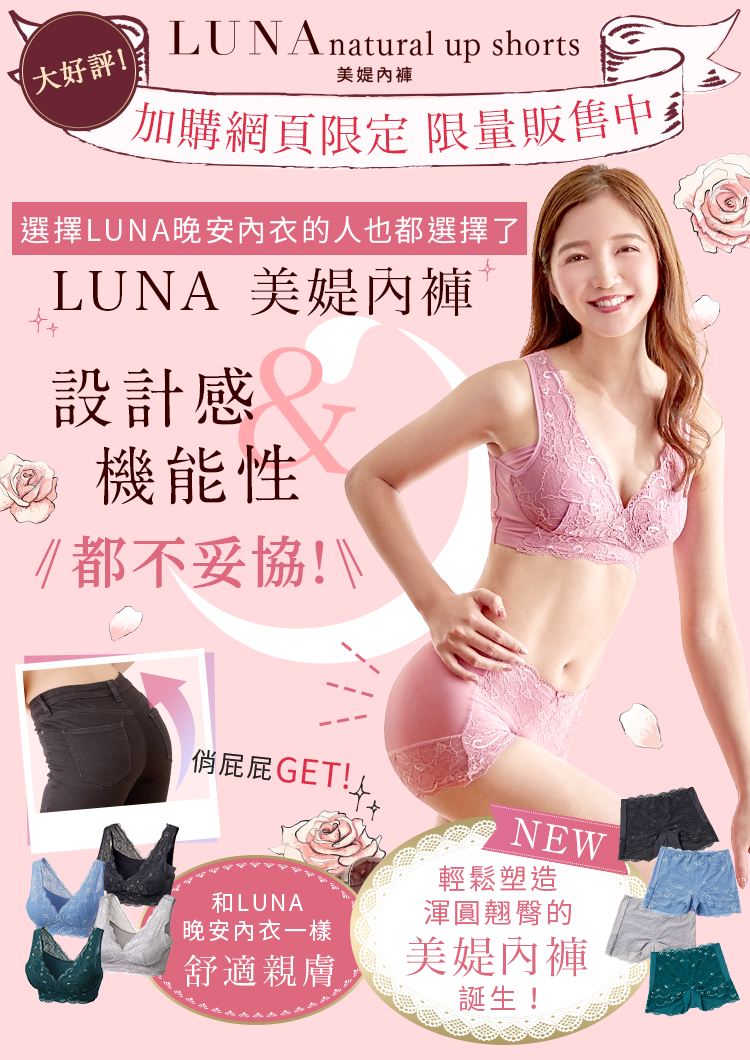 大好評!
LUNA natural up shorts
美媞內褲
加購網頁限定 限量販售中
選擇LUNA晚安內衣的人也都選擇了
LUNA 美媞內褲
設計感
&
機能性
都不妥協!
俏屁屁GET!
和LUNA
晚安內衣一樣
舒適親膚
NEW
輕鬆塑造
渾圓翹臀的
美媞內褲
誕生！